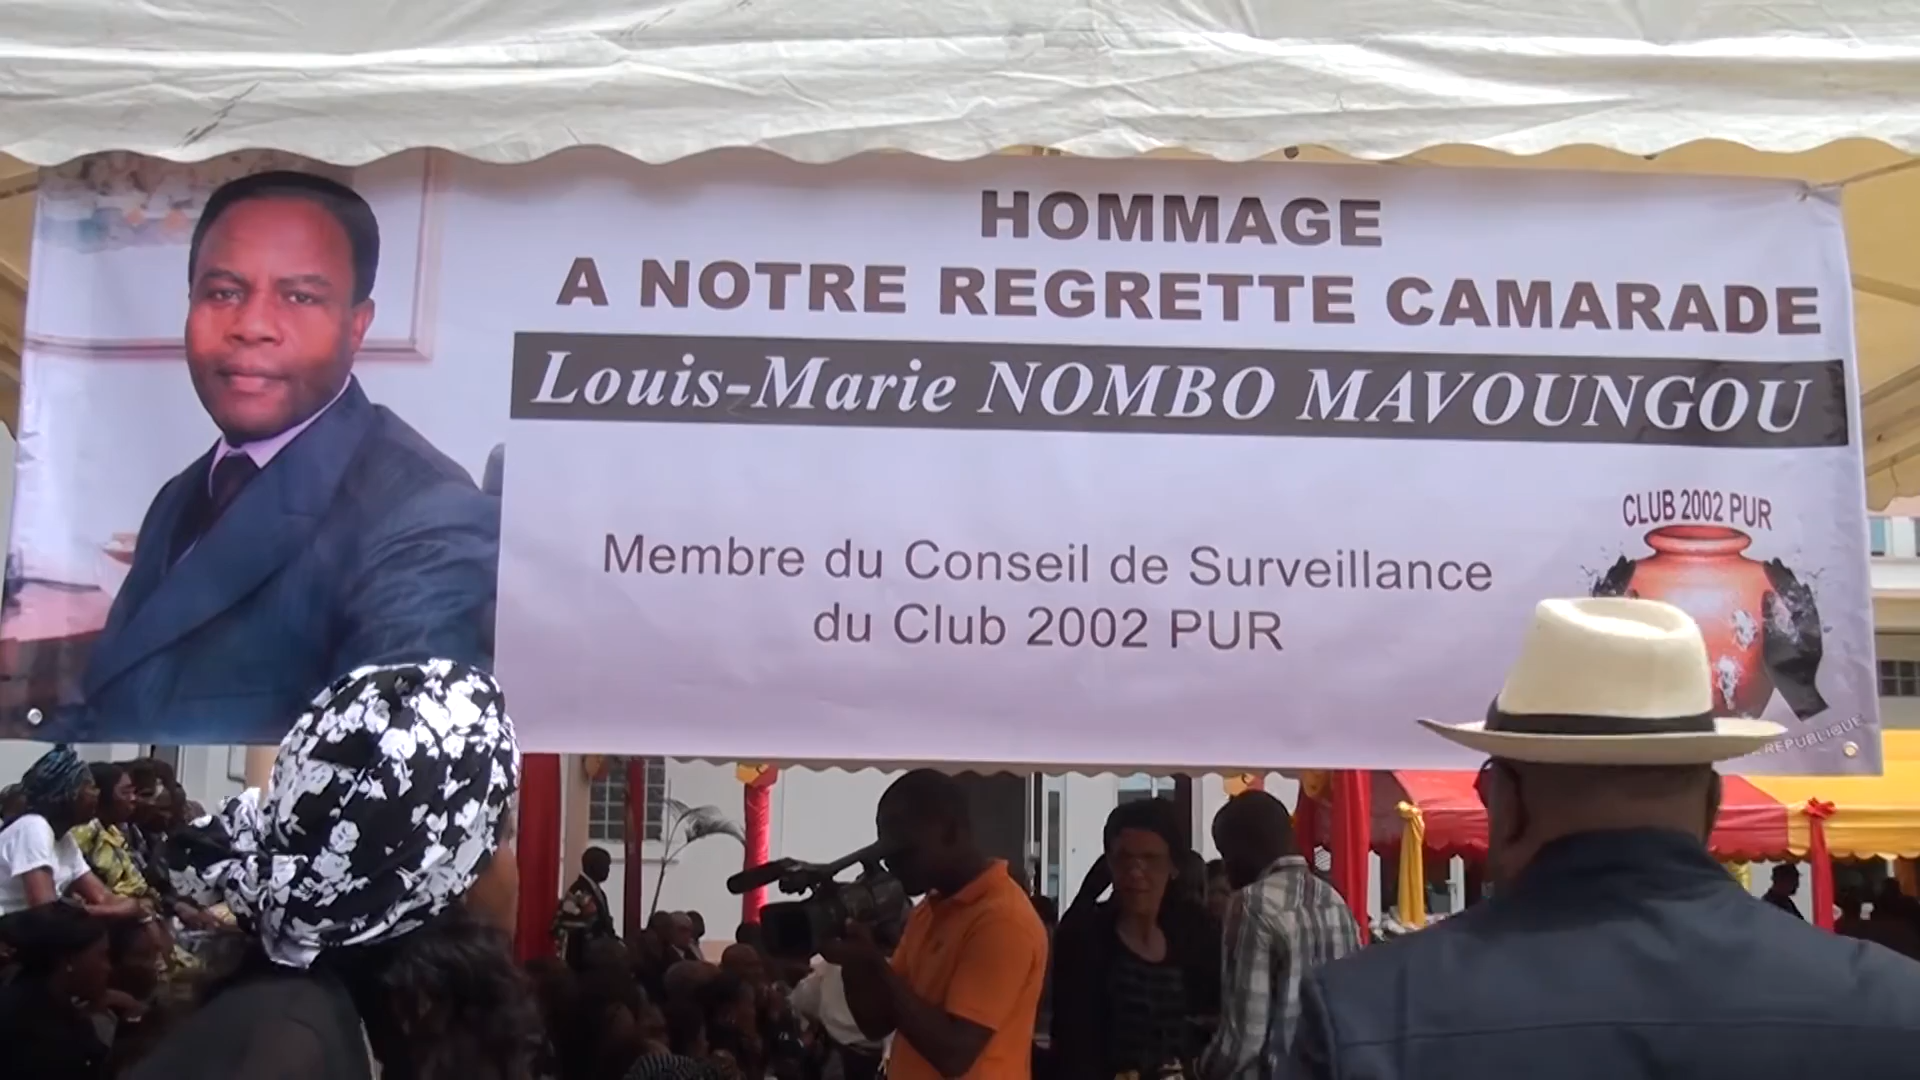 HOMMAGE
A NOTRE REGRETTE CAMARADE
Louis-Marie NOMBO MAVOUNGOU
Membre du Conseil de Surveillance
du Club 2002 PUR
CLUB 2002 PUR
REPUBLIQUE